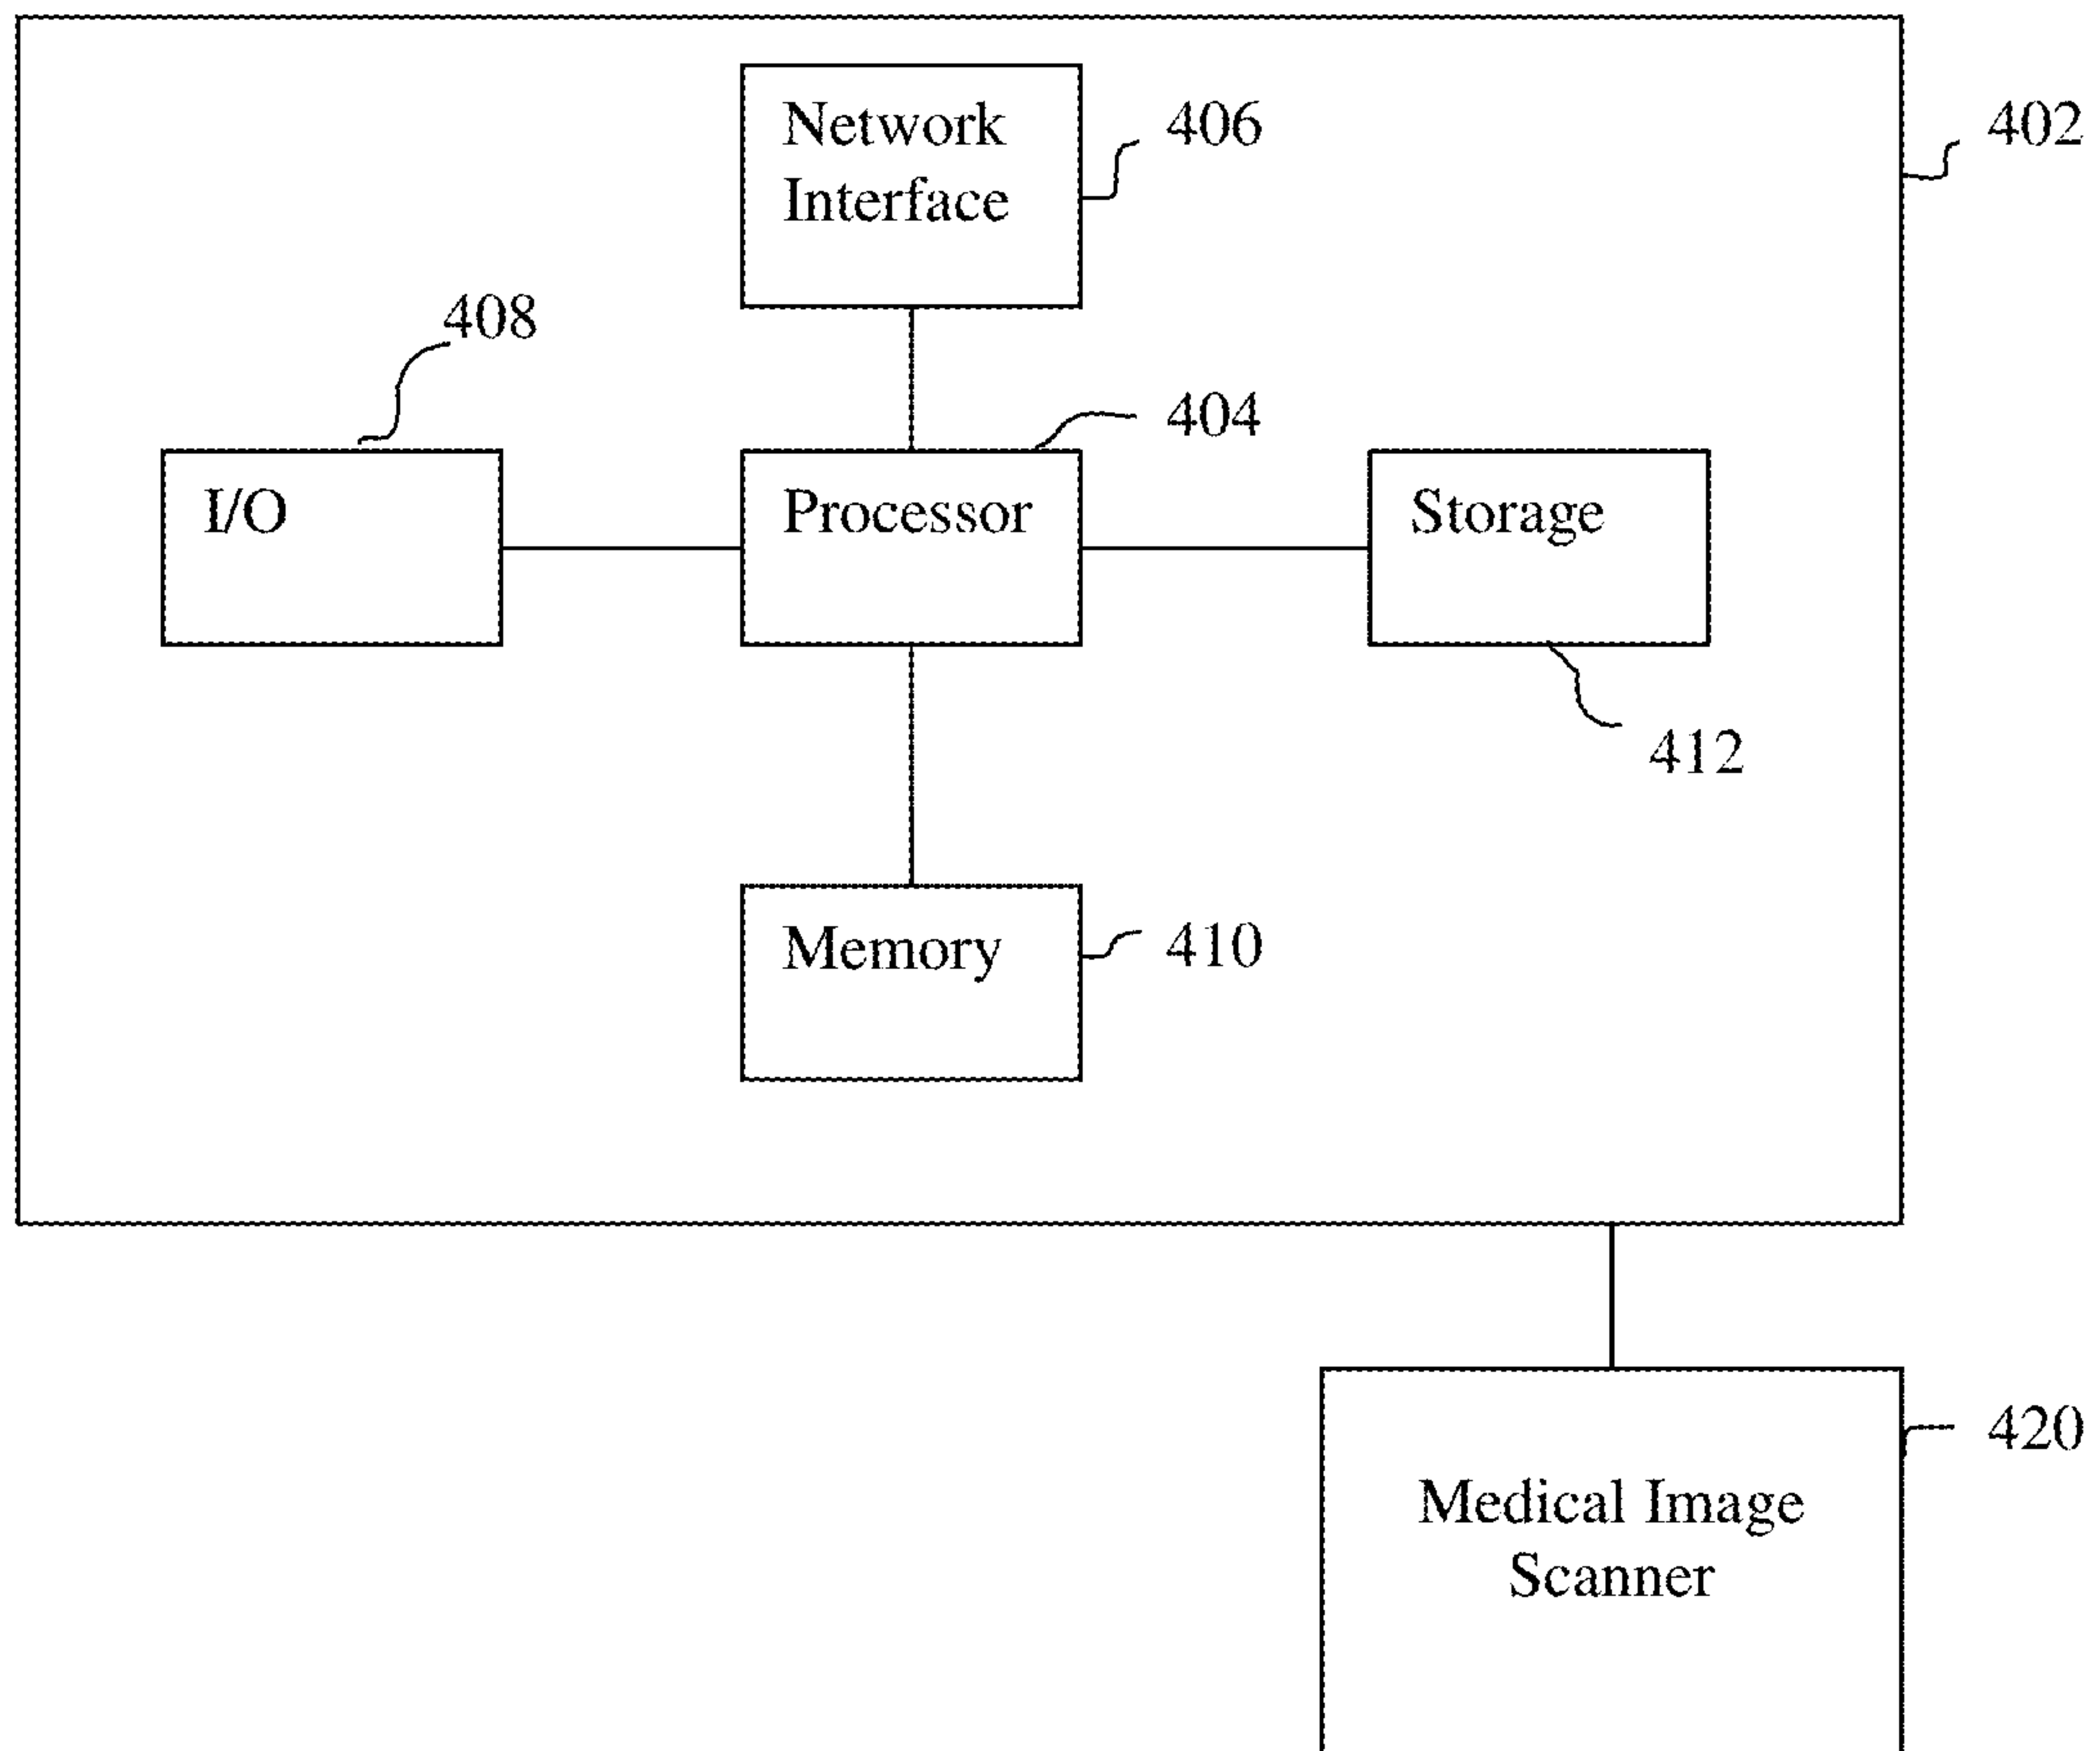 Network
Interface
406
402
408
404
I/O
Processor
Storage
412
Memory
410
420
Medical Image
Scanner